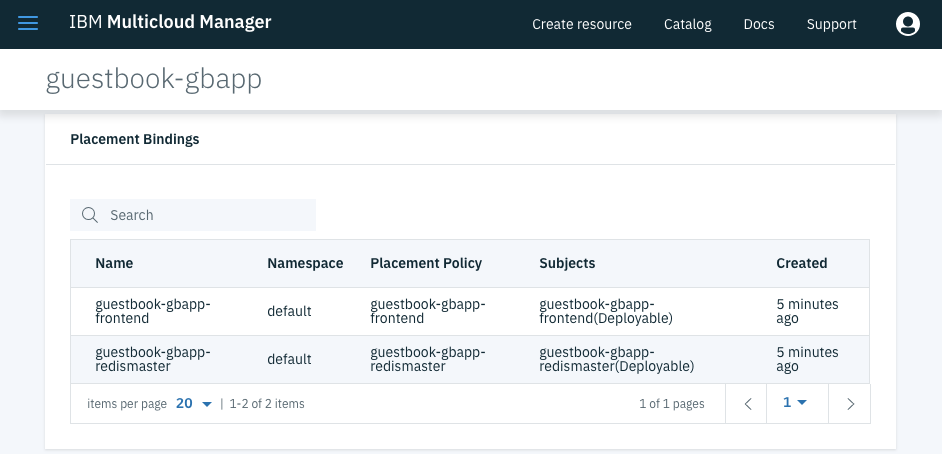 IBM Multicloud Manager Create resource Catalog Docs Support
guestbook-gbapp
Placement Bindings
Search
Name Namespace Placement Policy Subjects Created
guestbook-gbapp-frontend default guestbook-gbapp-frontend guestbook-gbapp-frontend(Deployable) 5 minutes ago
guestbook-gbapp-redismaster default guestbook-gbapp-redismaster guestbook-gbapp-redismaster(Deployable) 5 minutes ago
items per page 20 | 1-2 of 2 items 1 of 1 pages 1